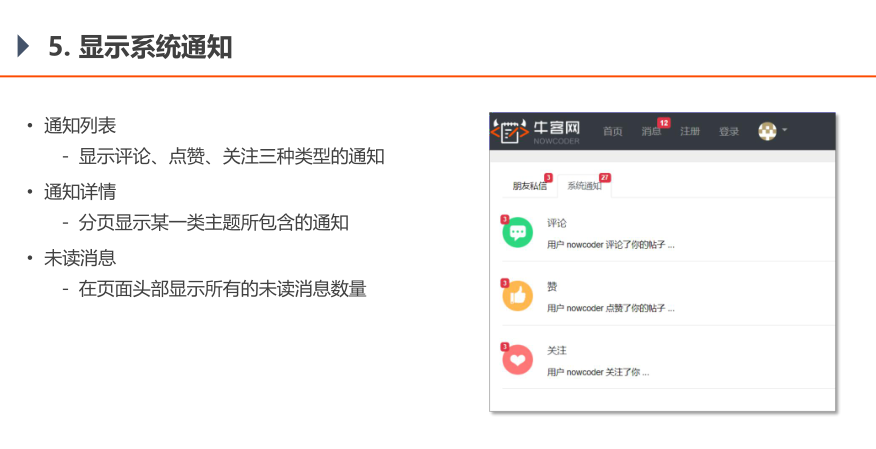 5. 显示系统通知
• 通知列表
- 显示评论、点赞、关注三种类型的通知
• 通知详情
- 分页显示某一类主题所包含的通知
• 未读消息
- 在页面头部显示所有的未读消息数量
牛客网
NOWCODER
首页 消息 12 注册 登录
朋友私信 3 系统通知 27
3 评论
用户 nowcoder 评论了你的帖子 ...
3 赞
用户 nowcoder 点赞了你的帖子 ...
3 关注
用户 nowcoder 关注了你 ...